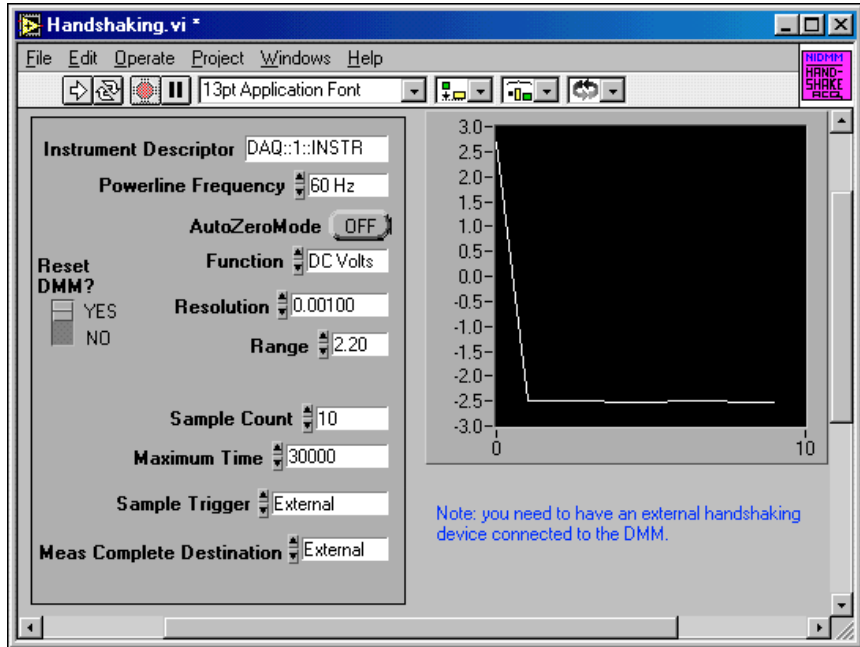 Handshaking.vi *
File Edit Operate Project Windows Help
13pt Application Font
NIDMM
HAND-
SHAKE
ACQ
Instrument Descriptor DAQ::1::INSTR
Powerline Frequency 60 Hz
AutoZeroMode OFF
Function DC Volts
Reset
DMM?
YES
NO
Resolution 0.00100
Range 2.20
Sample Count 10
Maximum Time 30000
Sample Trigger External
Meas Complete Destination External
3.0
2.5
2.0
1.5
1.0
0.5
0.0
-0.5
-1.0
-1.5
-2.0
-2.5
-3.0
0 10
Note: you need to have an external handshaking
device connected to the DMM.